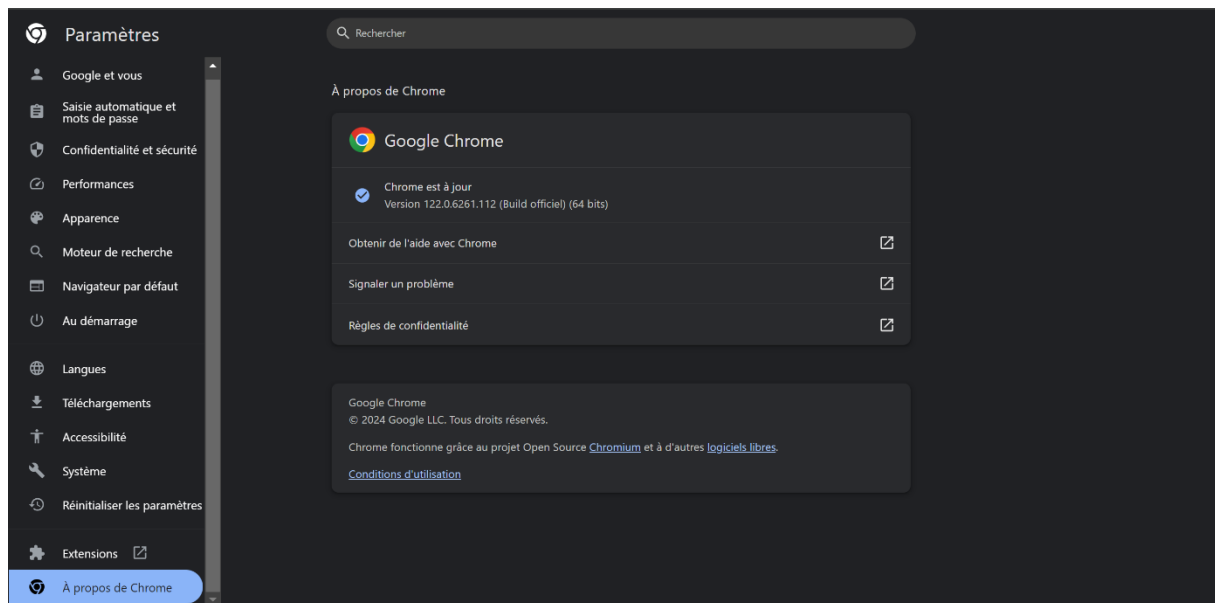 Paramètres
Rechercher
Google et vous
Saisie automatique et
mots de passe
Confidentialité et sécurité
Performances
Apparence
Moteur de recherche
Navigateur par défaut
Au démarrage
Langues
Téléchargements
Accessibilité
Système
Réinitialiser les paramètres
Extensions
À propos de Chrome
À propos de Chrome
Google Chrome
Chrome est à jour
Version 122.0.6261.112 (Build officiel) (64 bits)
Obtenir de l'aide avec Chrome
Signaler un problème
Règles de confidentialité
Google Chrome
© 2024 Google LLC. Tous droits réservés.
Chrome fonctionne grâce au projet Open Source Chromium et à d'autres logiciels libres.
Conditions d'utilisation